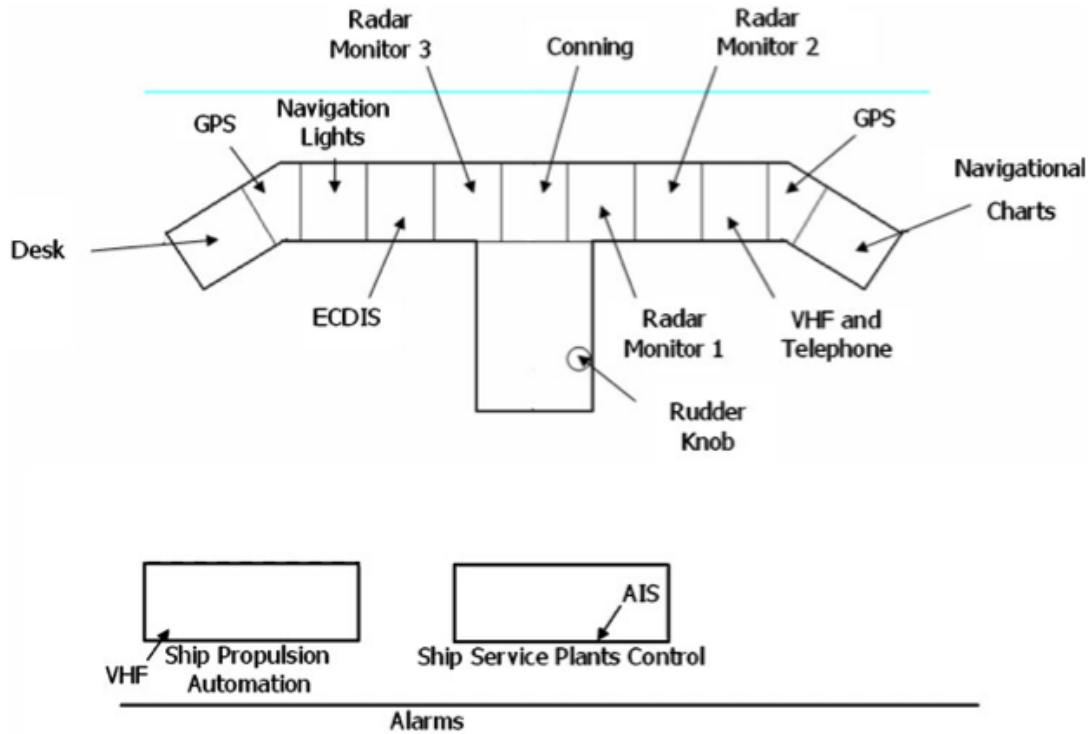 Radar
Monitor 3
Conning
Radar
Monitor 2
GPS
Navigation
Lights
GPS
Navigational
Charts
Desk
ECDIS
Radar
Monitor 1
VHF and
Telephone
Rudder
Knob
AIS
VHF
Ship Propulsion
Automation
Ship Service Plants Control
Alarms